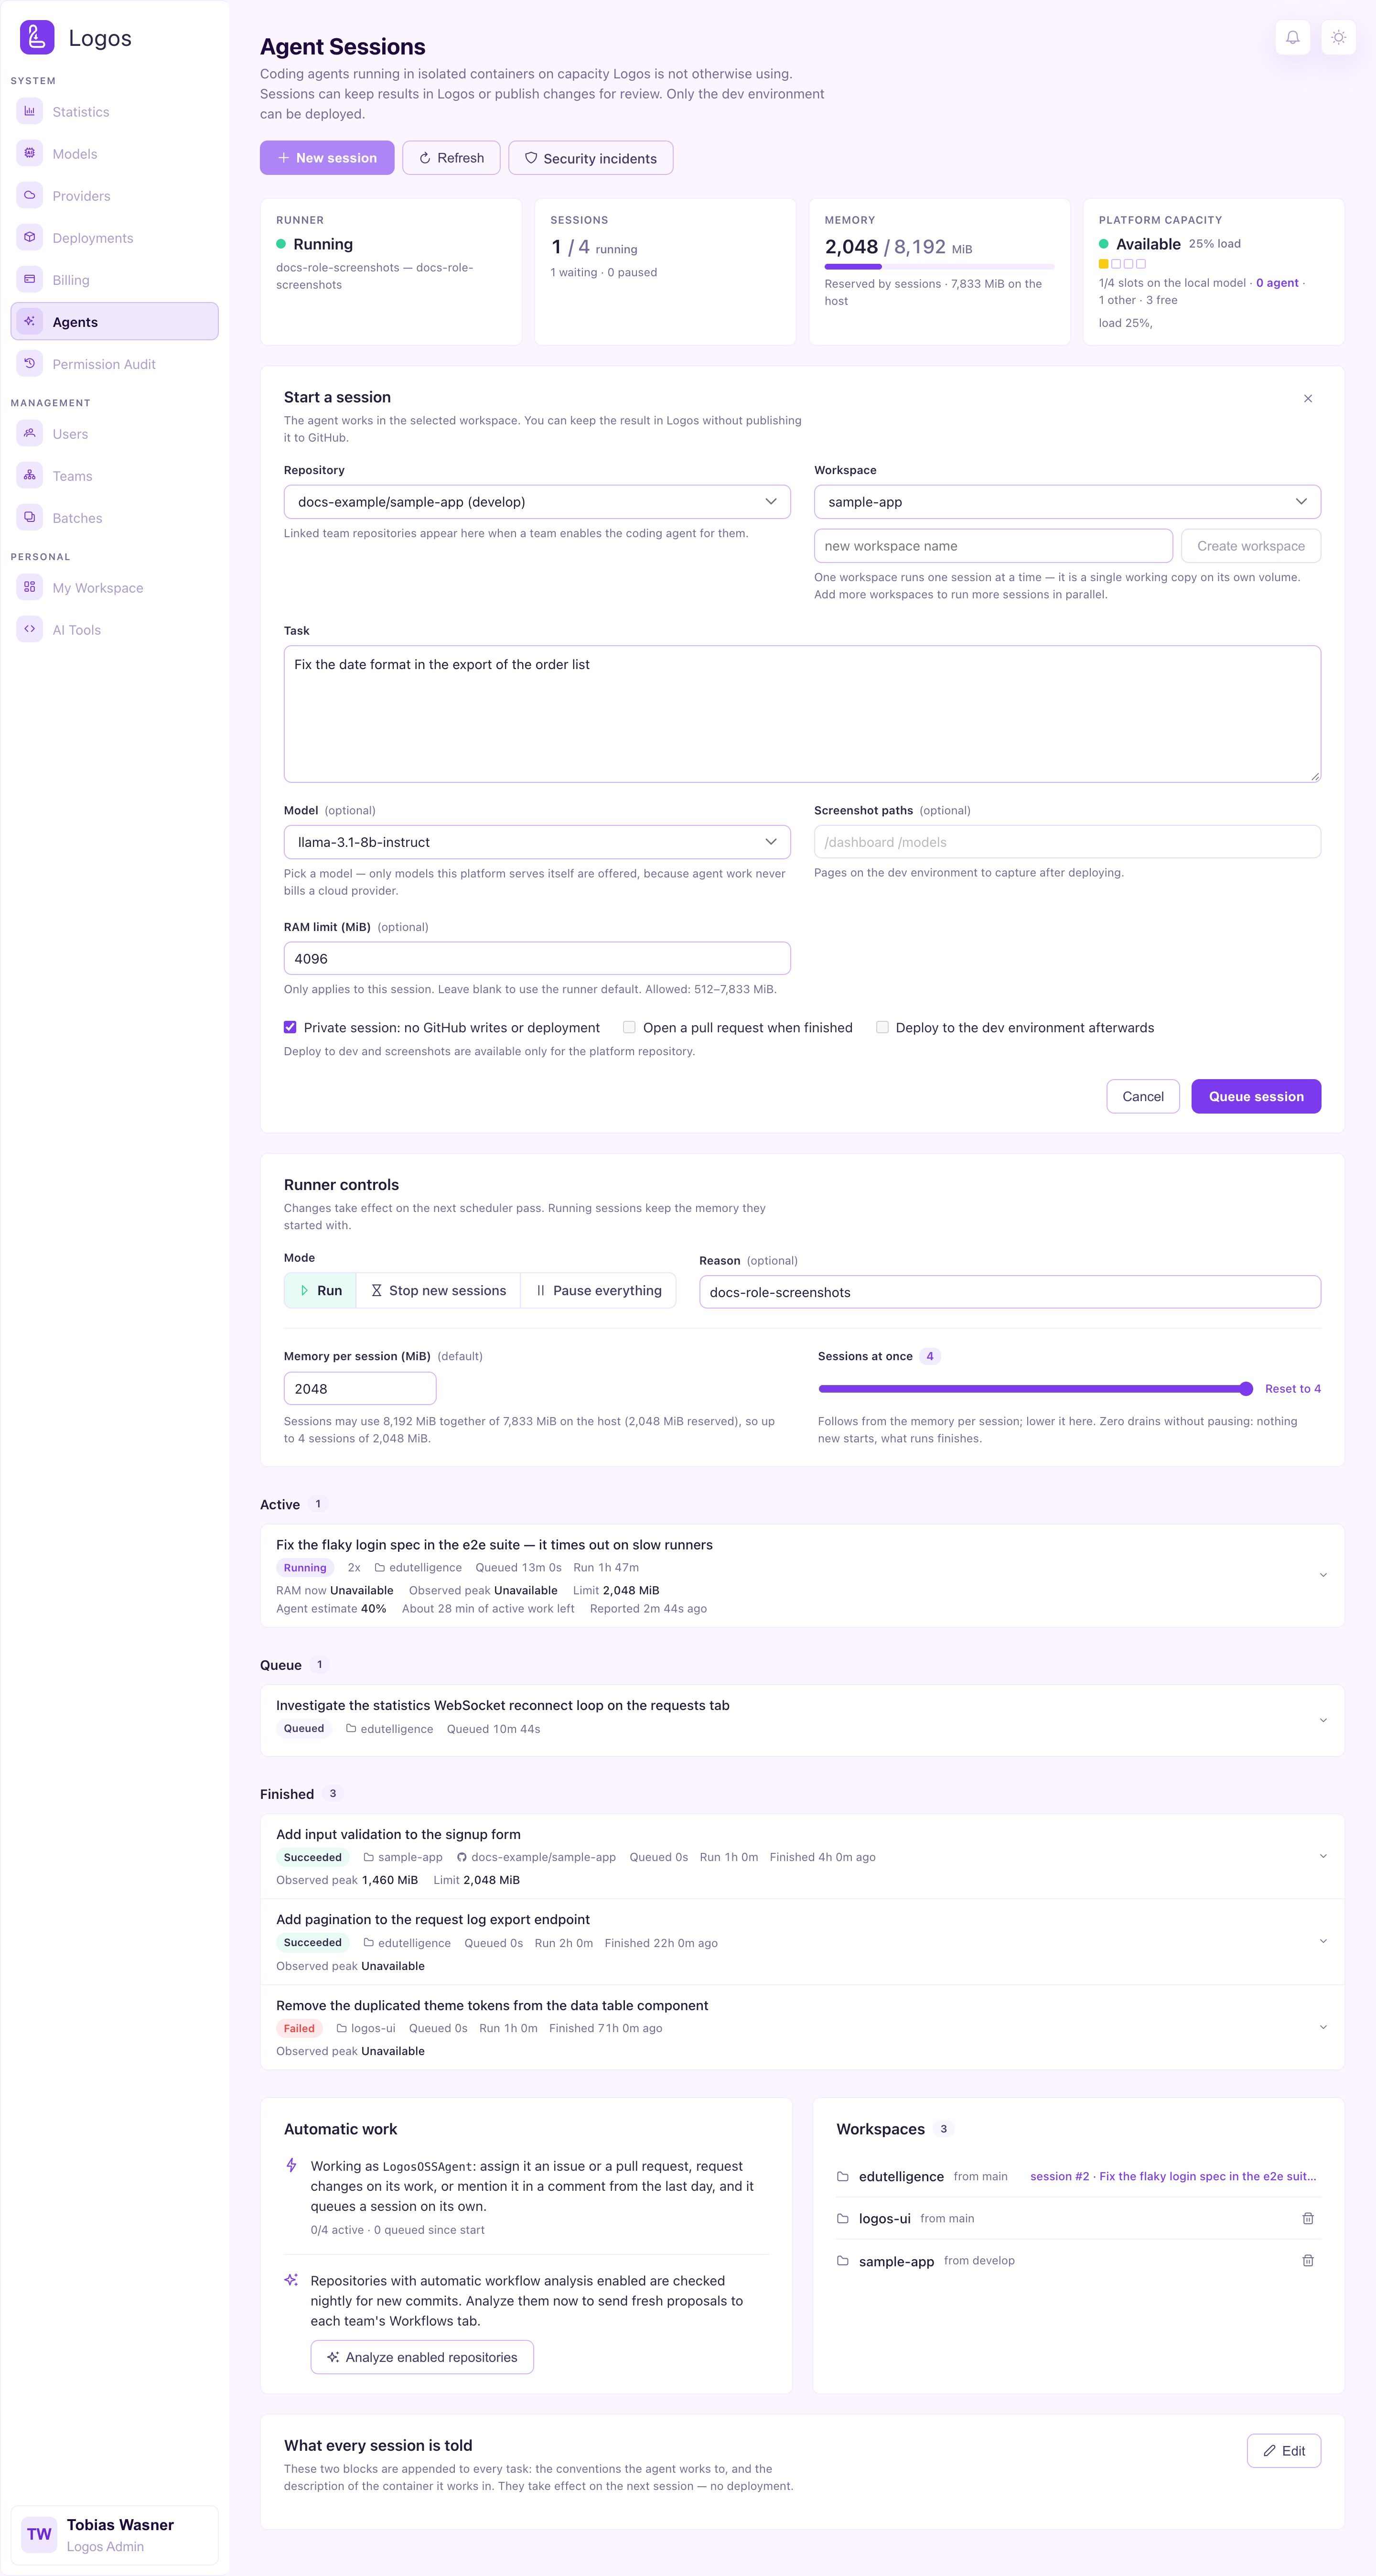 Logos
SYSTEM
Statistics
Models
Providers
Deployments
Billing
Agents
Permission Audit
MANAGEMENT
Users
Teams
Batches
PERSONAL
My Workspace
AI Tools
TW
Tobias Wasner
Logos Admin
Agent Sessions
Coding agents running in isolated containers on capacity Logos is not otherwise using.
Sessions can keep results in Logos or publish changes for review. Only the dev environment
can be deployed.
New session
Refresh
Security incidents
RUNNER
Running
docs-role-screenshots — docs-role-
screenshots
SESSIONS
1 / 4 running
1 waiting · 0 paused
MEMORY
2,048 / 8,192 MiB
Reserved by sessions · 7,833 MiB on the
host
PLATFORM CAPACITY
Available 25% load
1/4 slots on the local model · 0 agent ·
1 other · 3 free
load 25%,
Start a session
The agent works in the selected workspace. You can keep the result in Logos without publishing
it to GitHub.
Repository
docs-example/sample-app (develop)
Linked team repositories appear here when a team enables the coding agent for them.
Workspace
sample-app
new workspace name
Create workspace
One workspace runs one session at a time — it is a single working copy on its own volume.
Add more workspaces to run more sessions in parallel.
Task
Fix the date format in the export of the order list
Model (optional)
llama-3.1-8b-instruct
Pick a model — only models this platform serves itself are offered, because agent work never
bills a cloud provider.
Screenshot paths (optional)
/dashboard /models
Pages on the dev environment to capture after deploying.
RAM limit (MiB) (optional)
4096
Only applies to this session. Leave blank to use the runner default. Allowed: 512–7,833 MiB.
Private session: no GitHub writes or deployment
Open a pull request when finished
Deploy to the dev environment afterwards
Deploy to dev and screenshots are available only for the platform repository.
Cancel
Queue session
Runner controls
Changes take effect on the next scheduler pass. Running sessions keep the memory they
started with.
Mode
Run
Stop new sessions
Pause everything
Reason (optional)
docs-role-screenshots
Memory per session (MiB) (default)
2048
Sessions may use 8,192 MiB together of 7,833 MiB on the host (2,048 MiB reserved), so up
to 4 sessions of 2,048 MiB.
Sessions at once 4
Reset to 4
Follows from the memory per session; lower it here. Zero drains without pausing: nothing
new starts, what runs finishes.
Active 1
Fix the flaky login spec in the e2e suite — it times out on slow runners
Running 2x edutelligence Queued 13m 0s Run 1h 47m
RAM now Unavailable Observed peak Unavailable Limit 2,048 MiB
Agent estimate 40% About 28 min of active work left Reported 2m 44s ago
Queue 1
Investigate the statistics WebSocket reconnect loop on the requests tab
Queued edutelligence Queued 10m 44s
Finished 3
Add input validation to the signup form
Succeeded sample-app docs-example/sample-app Queued 0s Run 1h 0m Finished 4h 0m ago
Observed peak 1,460 MiB Limit 2,048 MiB
Add pagination to the request log export endpoint
Succeeded edutelligence Queued 0s Run 2h 0m Finished 22h 0m ago
Observed peak Unavailable
Remove the duplicated theme tokens from the data table component
Failed logos-ui Queued 0s Run 1h 0m Finished 71h 0m ago
Observed peak Unavailable
Automatic work
Working as LogosOSSAgent: assign it an issue or a pull request, request
changes on its work, or mention it in a comment from the last day, and it
queues a session on its own.
0/4 active · 0 queued since start
Repositories with automatic workflow analysis enabled are checked
nightly for new commits. Analyze them now to send fresh proposals to
each team's Workflows tab.
Analyze enabled repositories
Workspaces 3
edutelligence from main session #2 · Fix the flaky login spec in the e2e suit...
logos-ui from main
sample-app from develop
What every session is told
These two blocks are appended to every task: the conventions the agent works to, and the
description of the container it works in. They take effect on the next session — no deployment.
Edit